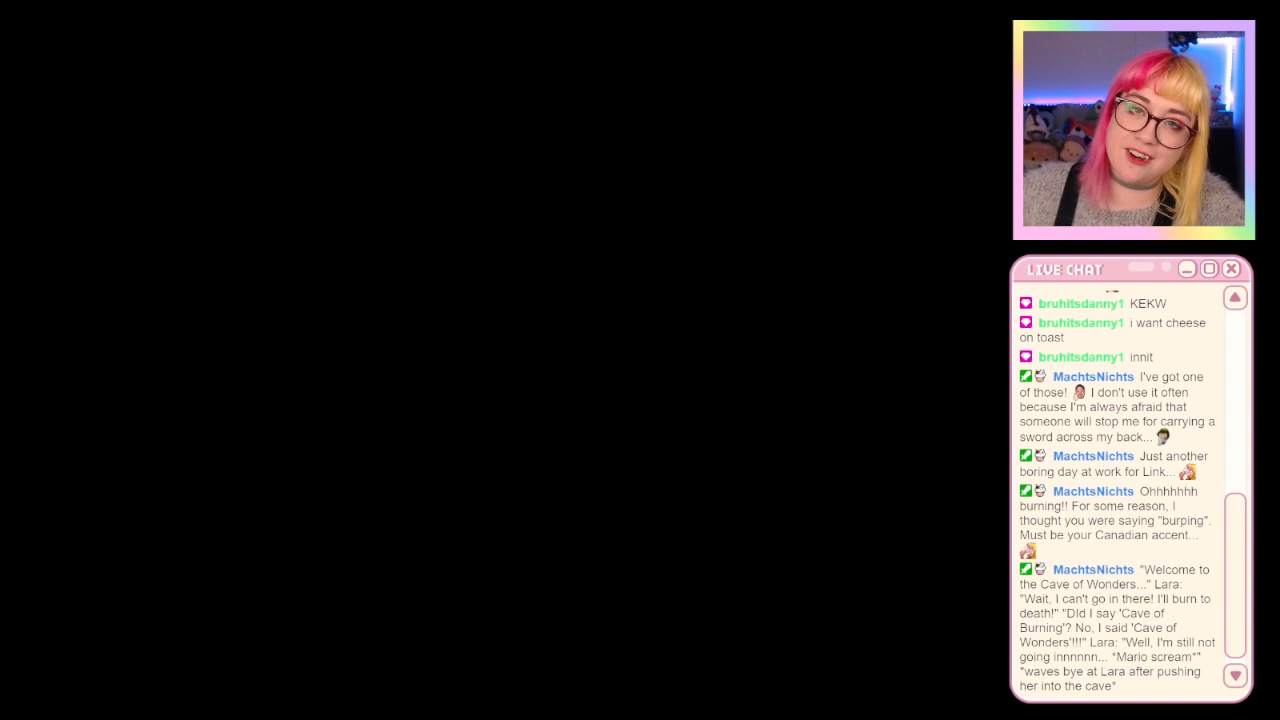 LIVE CHAT
bruhitsdanny1 KEKW
bruhitsdanny1 i want cheese
on toast
bruhitsdanny1 innit
MachtsNichts I've got one
of those! I don't use it often
because I'm always afraid that
someone will stop me for carrying a
sword across my back...
MachtsNichts Just another
boring day at work for Link...
MachtsNichts Ohhhhhhh
burning!! For some reason, I
thought you were saying "burping".
Must be your Canadian accent...
MachtsNichts "Welcome to
the Cave of Wonders..." Lara:
"Wait, I can't go in there! I'll burn to
death!" "DId I say 'Cave of
Burning'? No, I said 'Cave of
Wonders'!!!" Lara: "Well, I'm still not
going innnnnn... *Mario scream*"
*waves bye at Lara after pushing
her into the cave*